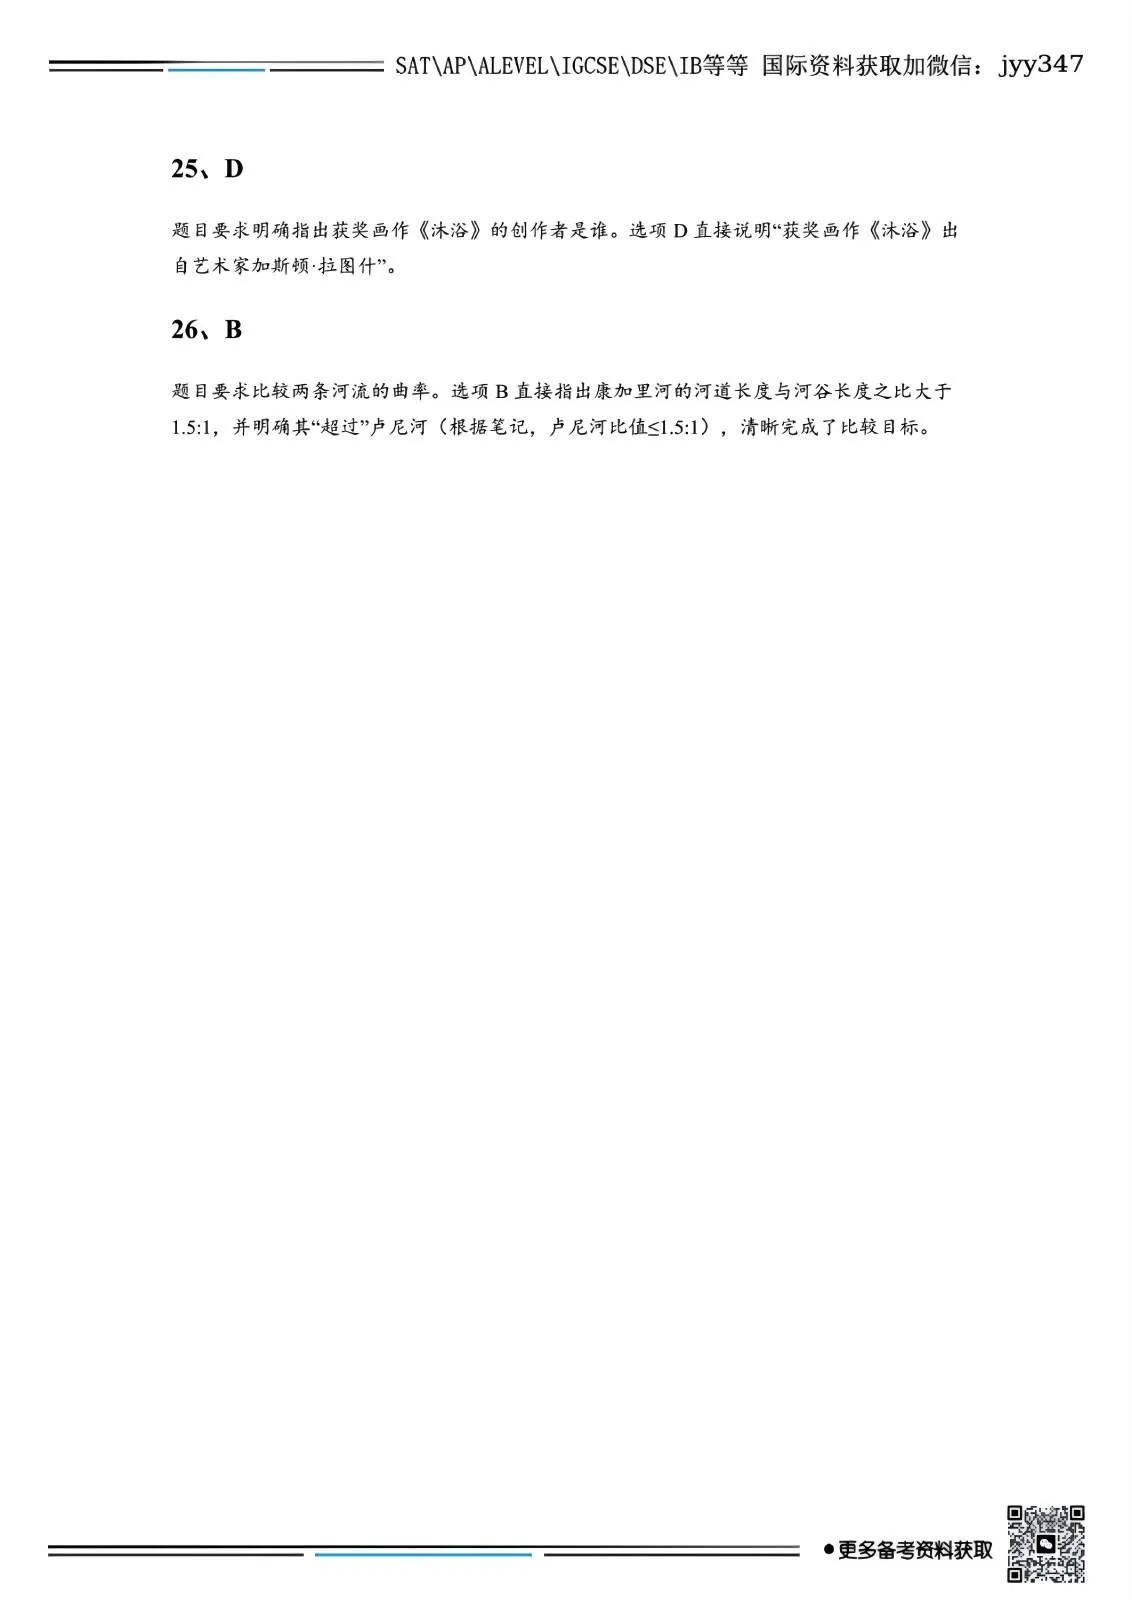 SAT\AP\ALEVEL\IGCSE\DSE\IB等等 国际资料获取加微信：jyy347
25、D
题目要求明确指出获奖画作《沐浴》的创作者是谁。选项 D 直接说明“获奖画作《沐浴》出
自艺术家加斯顿·拉图什”。
26、B
题目要求比较两条河流的曲率。选项 B 直接指出康加里河的河道长度与河谷长度之比大于
1.5:1，并明确其“超过”卢尼河（根据笔记，卢尼河比值≤1.5:1），清晰完成了比较目标。
●更多备考资料获取